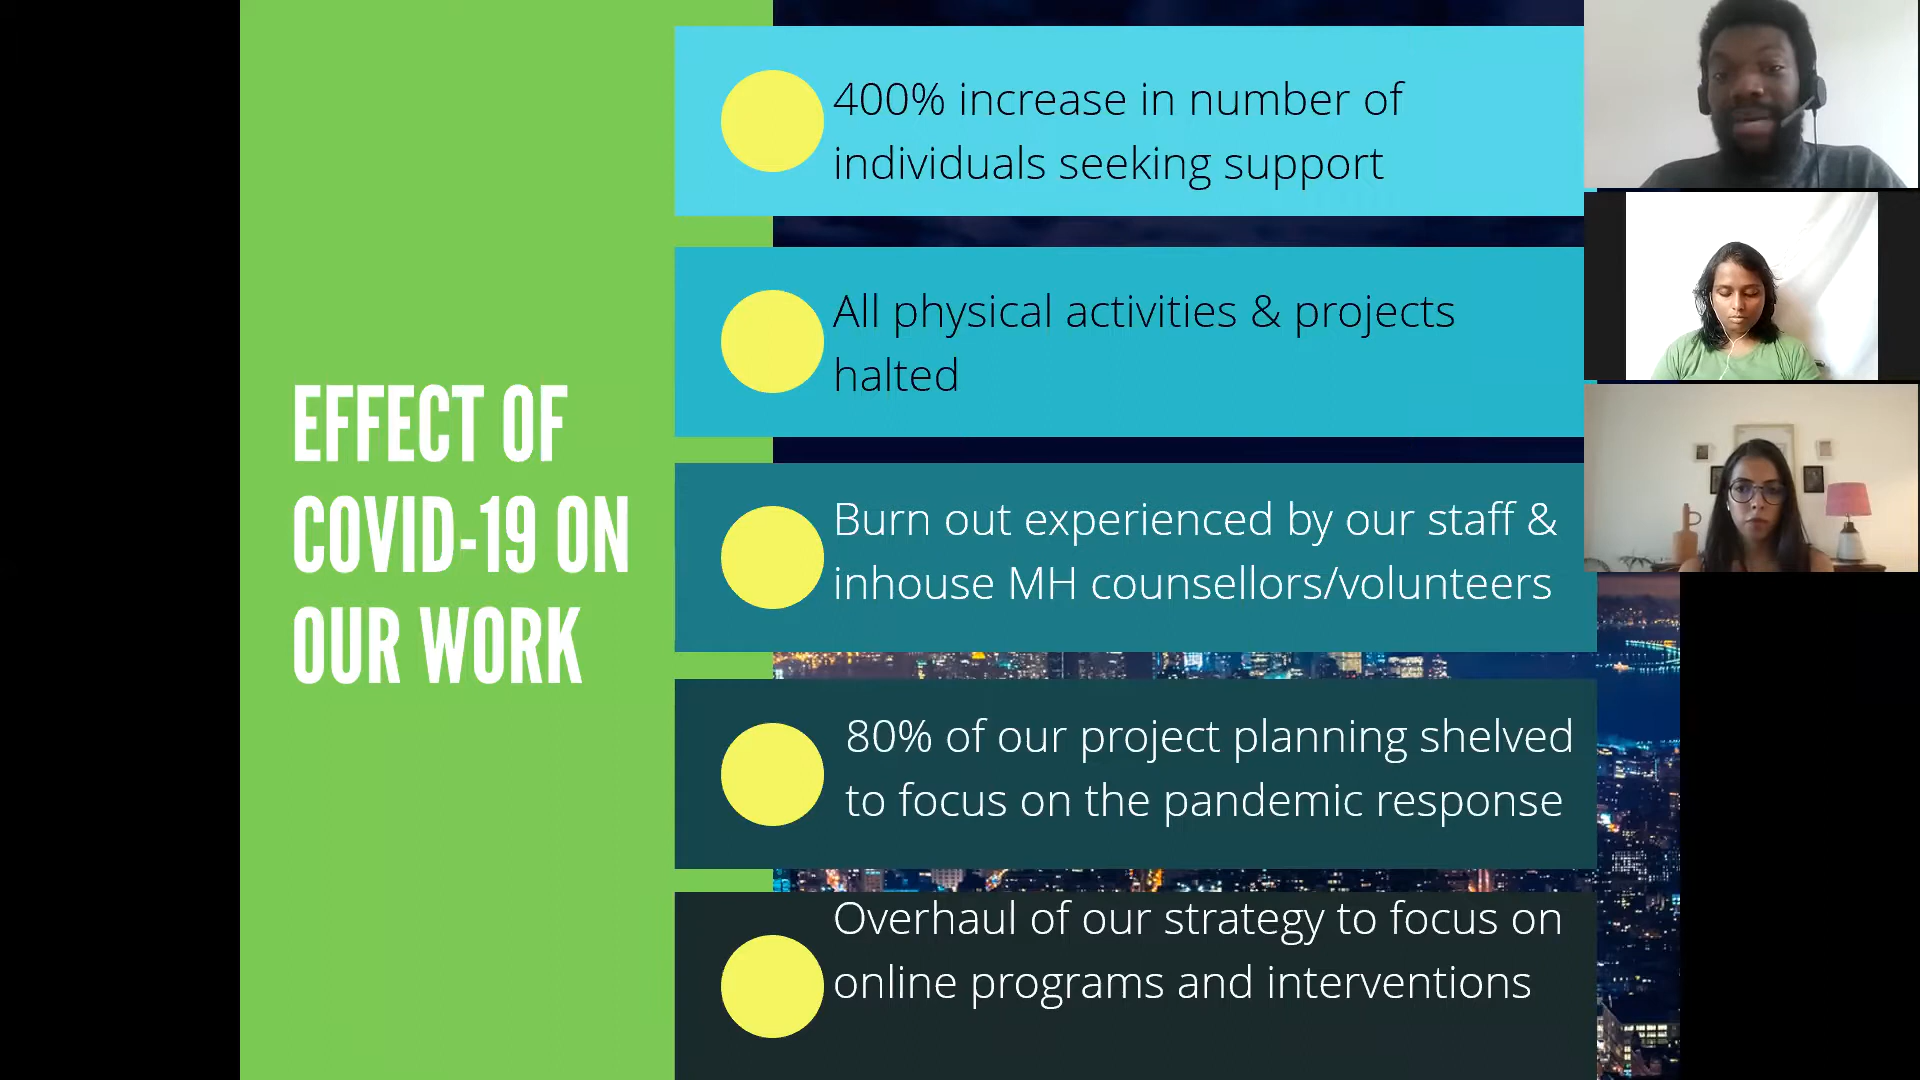 EFFECT OF
COVID-19 ON
OUR WORK
400% increase in number of
individuals seeking support
All physical activities & projects
halted
Burn out experienced by our staff &
inhouse MH counsellors/volunteers
80% of our project planning shelved
to focus on the pandemic response
Overhaul of our strategy to focus on
online programs and interventions